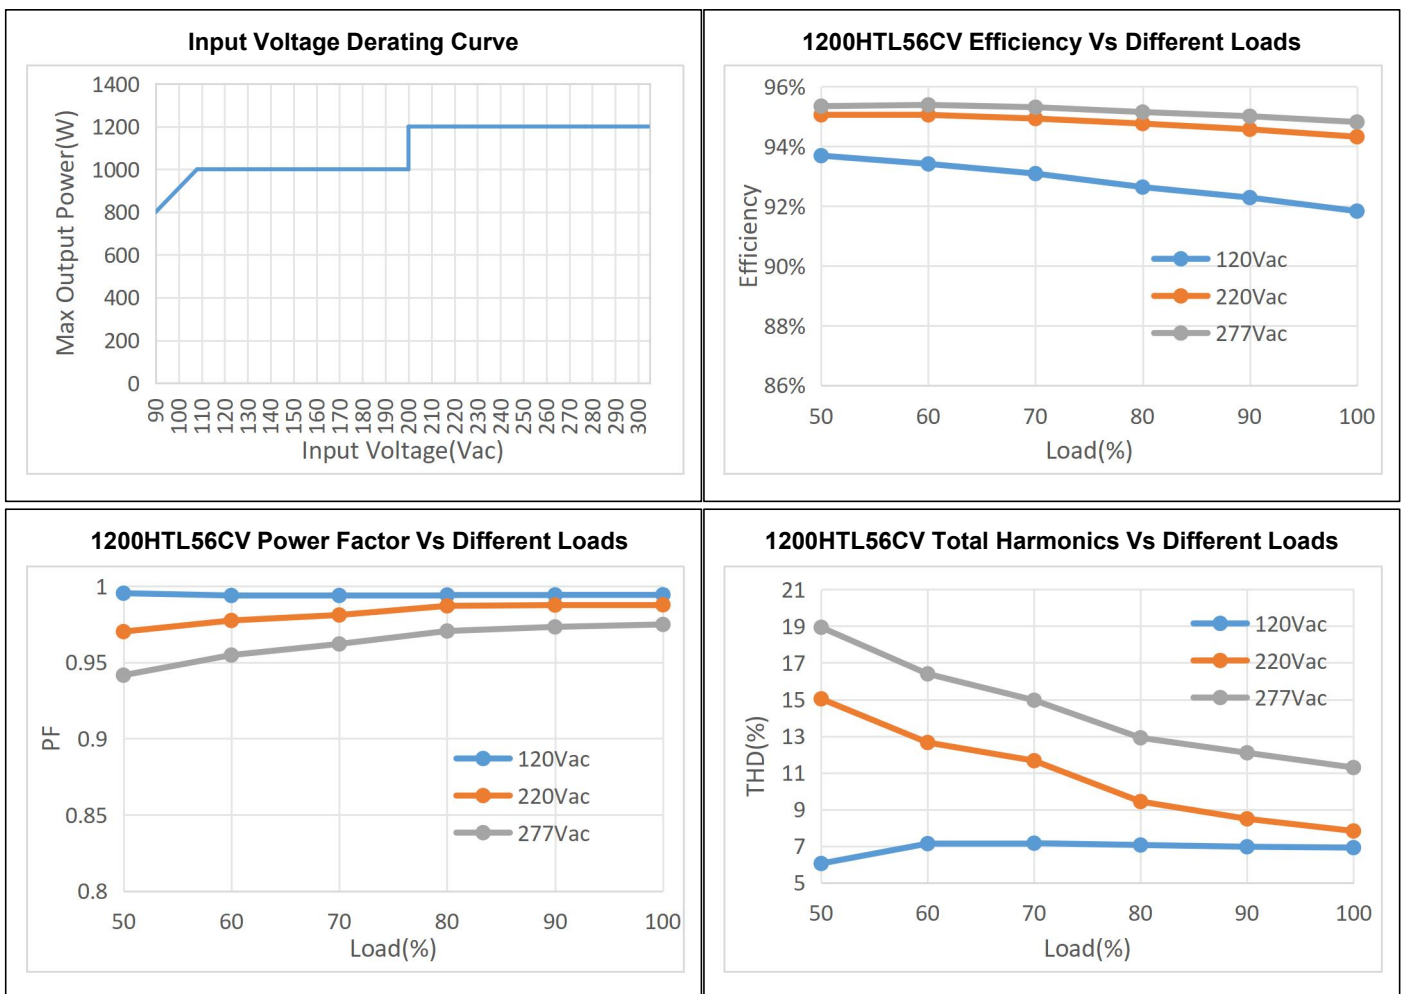 Input Voltage Derating Curve
1400
1200
1000
800
600
400
200
0
Max Output Power(W)
90 100 110 120 130 140 150 160 170 180 190 200 210 220 230 240 250 260 270 280 290 300
Input Voltage(Vac)
1200HTL56CV Efficiency Vs Different Loads
96%
94%
92%
90%
88%
86%
Efficiency
120Vac
220Vac
277Vac
50 60 70 80 90 100
Load(%)
1200HTL56CV Power Factor Vs Different Loads
1
0.95
0.9
0.85
0.8
PF
120Vac
220Vac
277Vac
50 60 70 80 90 100
Load(%)
1200HTL56CV Total Harmonics Vs Different Loads
21
19
17
15
13
11
9
7
5
THD(%)
120Vac
220Vac
277Vac
50 60 70 80 90 100
Load(%)